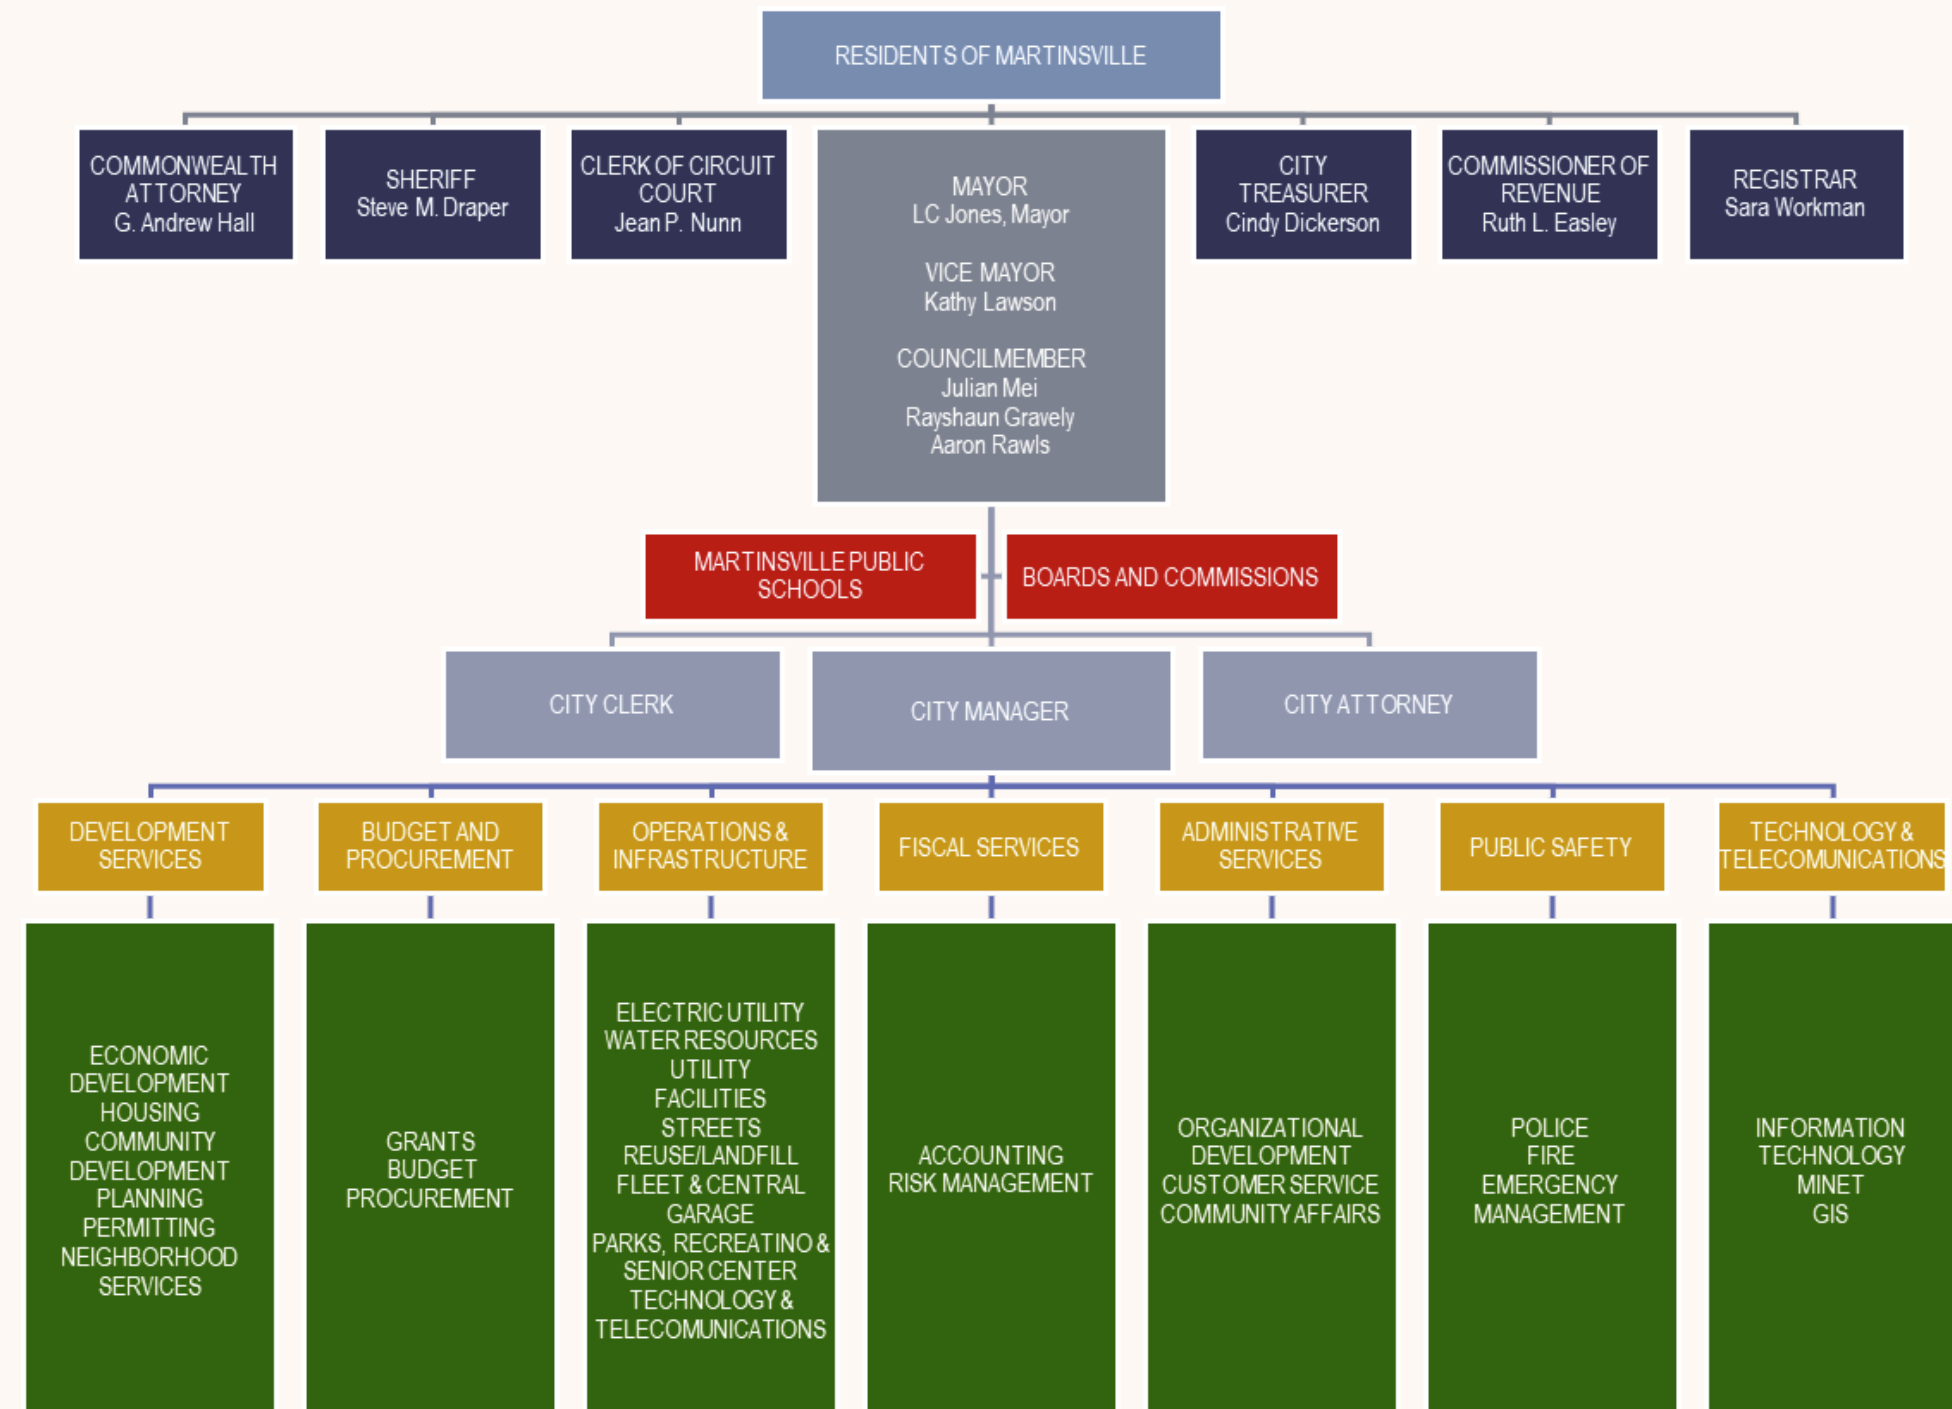 RESIDENTS OF MARTINSVILLE
COMMONWEALTH
ATTORNEY
G. Andrew Hall
SHERIFF
Steve M. Draper
CLERK OF CIRCUIT
COURT
Jean P. Nunn
MAYOR
LC Jones, Mayor
VICE MAYOR
Kathy Lawson
COUNCILMEMBER
Julian Mei
Rayshaun Gravely
Aaron Rawls
CITY
TREASURER
Cindy Dickerson
COMMISSIONER OF
REVENUE
Ruth L. Easley
REGISTRAR
Sara Workman
MARTINSVILLE PUBLIC
SCHOOLS
BOARDS AND COMMISSIONS
CITY CLERK
CITY MANAGER
CITY ATTORNEY
DEVELOPMENT
SERVICES
BUDGET AND
PROCUREMENT
OPERATIONS &
INFRASTRUCTURE
FISCAL SERVICES
ADMINISTRATIVE
SERVICES
PUBLIC SAFETY
TECHNOLOGY &
TELECOMUNICATIONS
ECONOMIC
DEVELOPMENT
HOUSING
COMMUNITY
DEVELOPMENT
PLANNING
PERMITTING
NEIGHBORHOOD
SERVICES
GRANTS
BUDGET
PROCUREMENT
ELECTRIC UTILITY
WATER RESOURCES
UTILITY
FACILITIES
STREETS
REUSE/LANDFILL
FLEET & CENTRAL
GARAGE
PARKS, RECREATINO &
SENIOR CENTER
TECHNOLOGY &
TELECOMUNICATIONS
ACCOUNTING
RISK MANAGEMENT
ORGANIZATIONAL
DEVELOPMENT
CUSTOMER SERVICE
COMMUNITY AFFAIRS
POLICE
FIRE
EMERGENCY
MANAGEMENT
INFORMATION
TECHNOLOGY
MINET
GIS